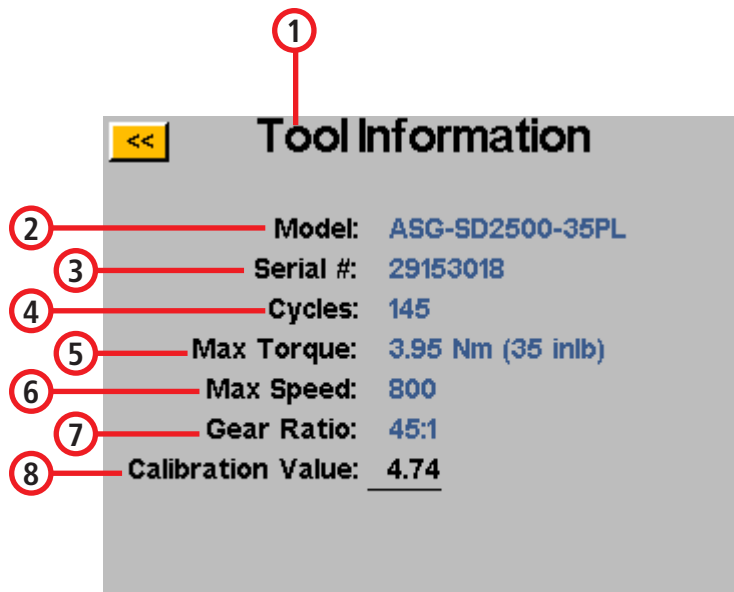 1
<< Tool Information
2 Model: ASG-SD2500-35PL
3 Serial #: 29153018
4 Cycles: 145
5 Max Torque: 3.95 Nm (35 inlb)
6 Max Speed: 800
7 Gear Ratio: 45:1
8 Calibration Value: 4.74